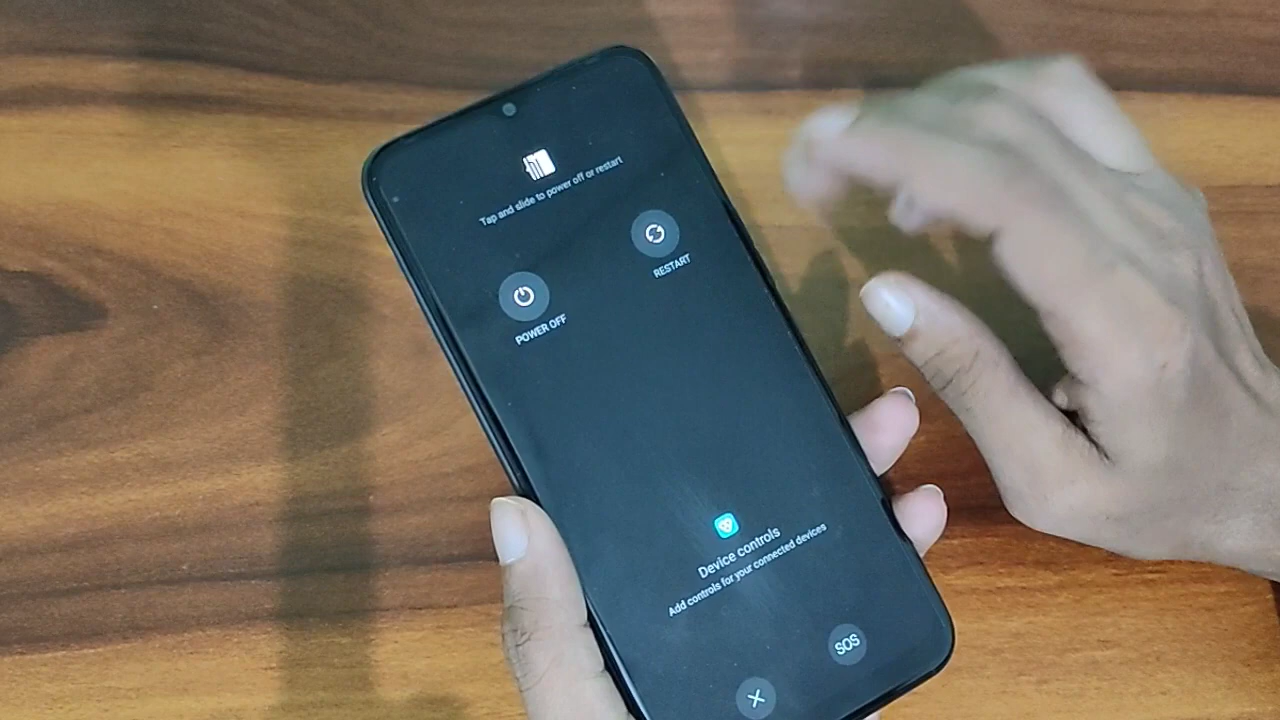 Tap and slide to power off or restart
RESTART
POWER OFF
Device controls
Add controls for your connected devices
SOS